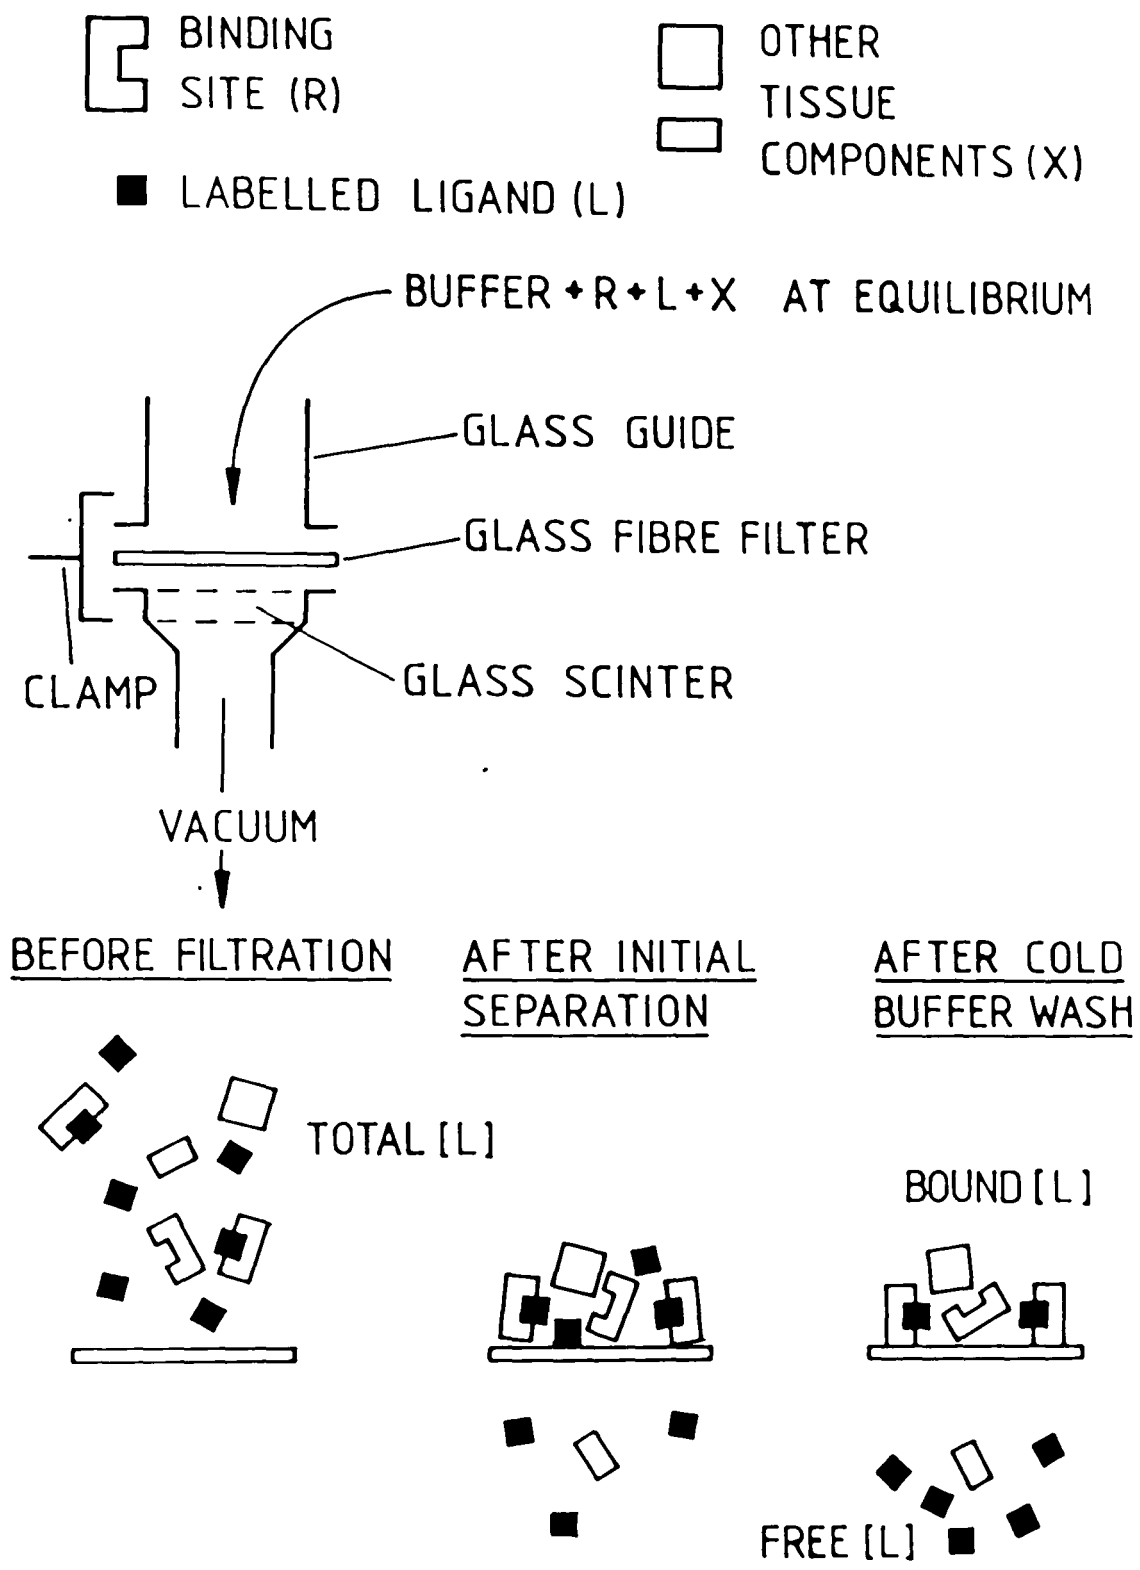 BINDING
SITE (R)
OTHER
TISSUE
COMPONENTS (X)
LABELLED LIGAND (L)
BUFFER + R + L + X AT EQUILIBRIUM
GLASS GUIDE
GLASS FIBRE FILTER
GLASS SCINTER
CLAMP
VACUUM
BEFORE FILTRATION
AFTER INITIAL
SEPARATION
AFTER COLD
BUFFER WASH
TOTAL [L]
BOUND [L]
FREE [L]